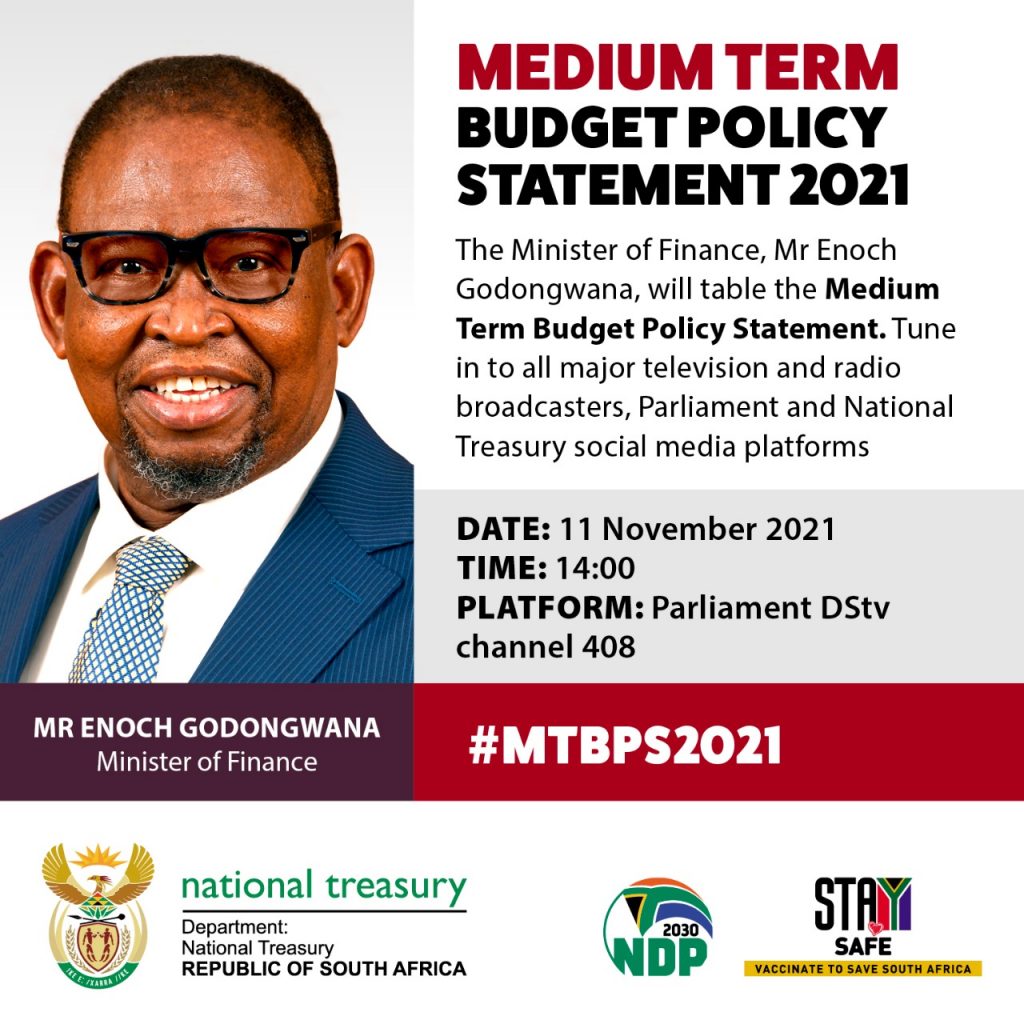 MEDIUM TERM
BUDGET POLICY
STATEMENT 2021
The Minister of Finance, Mr Enoch
Godongwana, will table the Medium
Term Budget Policy Statement. Tune
in to all major television and radio
broadcasters, Parliament and National
Treasury social media platforms
DATE: 11 November 2021
TIME: 14:00
PLATFORM: Parliament DStv
channel 408
MR ENOCH GODONGWANA
Minister of Finance
#MTBPS2021
!KE E: /XARRA //KE
national treasury
Department:
National Treasury
REPUBLIC OF SOUTH AFRICA
2030
NDP
STAY
SAFE
VACCINATE TO SAVE SOUTH AFRICA